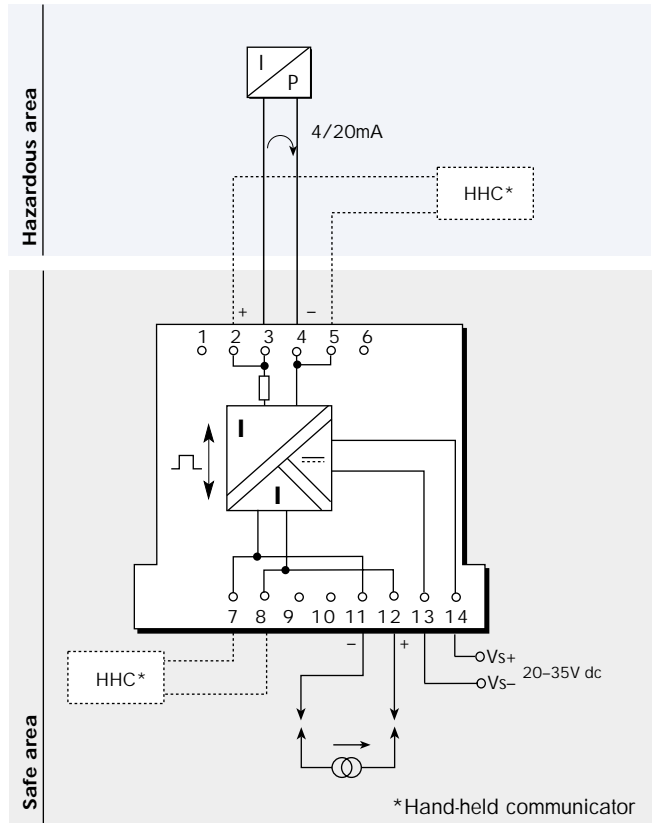 Hazardous area
I
P
4/20mA
HHC*
+ –
1 2 3 4 5 6
I
I
7 8 9 10 11 12 13 14
– +
Vs+
Vs–
20–35V dc
HHC*
Safe area
*Hand-held communicator